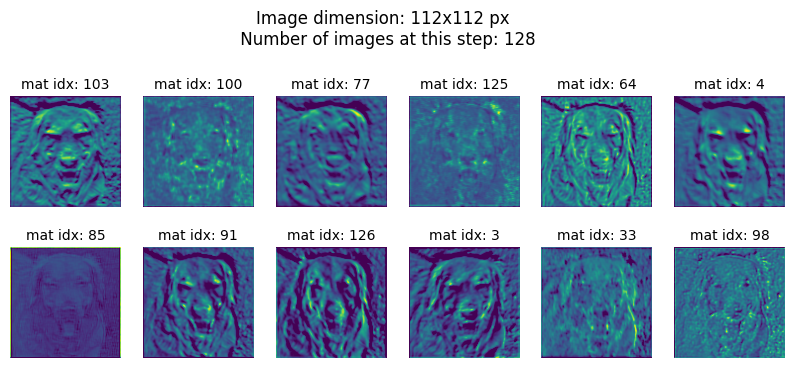 Image dimension: 112x112 px
Number of images at this step: 128
mat idx: 103
mat idx: 100
mat idx: 77
mat idx: 125
mat idx: 64
mat idx: 4
mat idx: 85
mat idx: 91
mat idx: 126
mat idx: 3
mat idx: 33
mat idx: 98